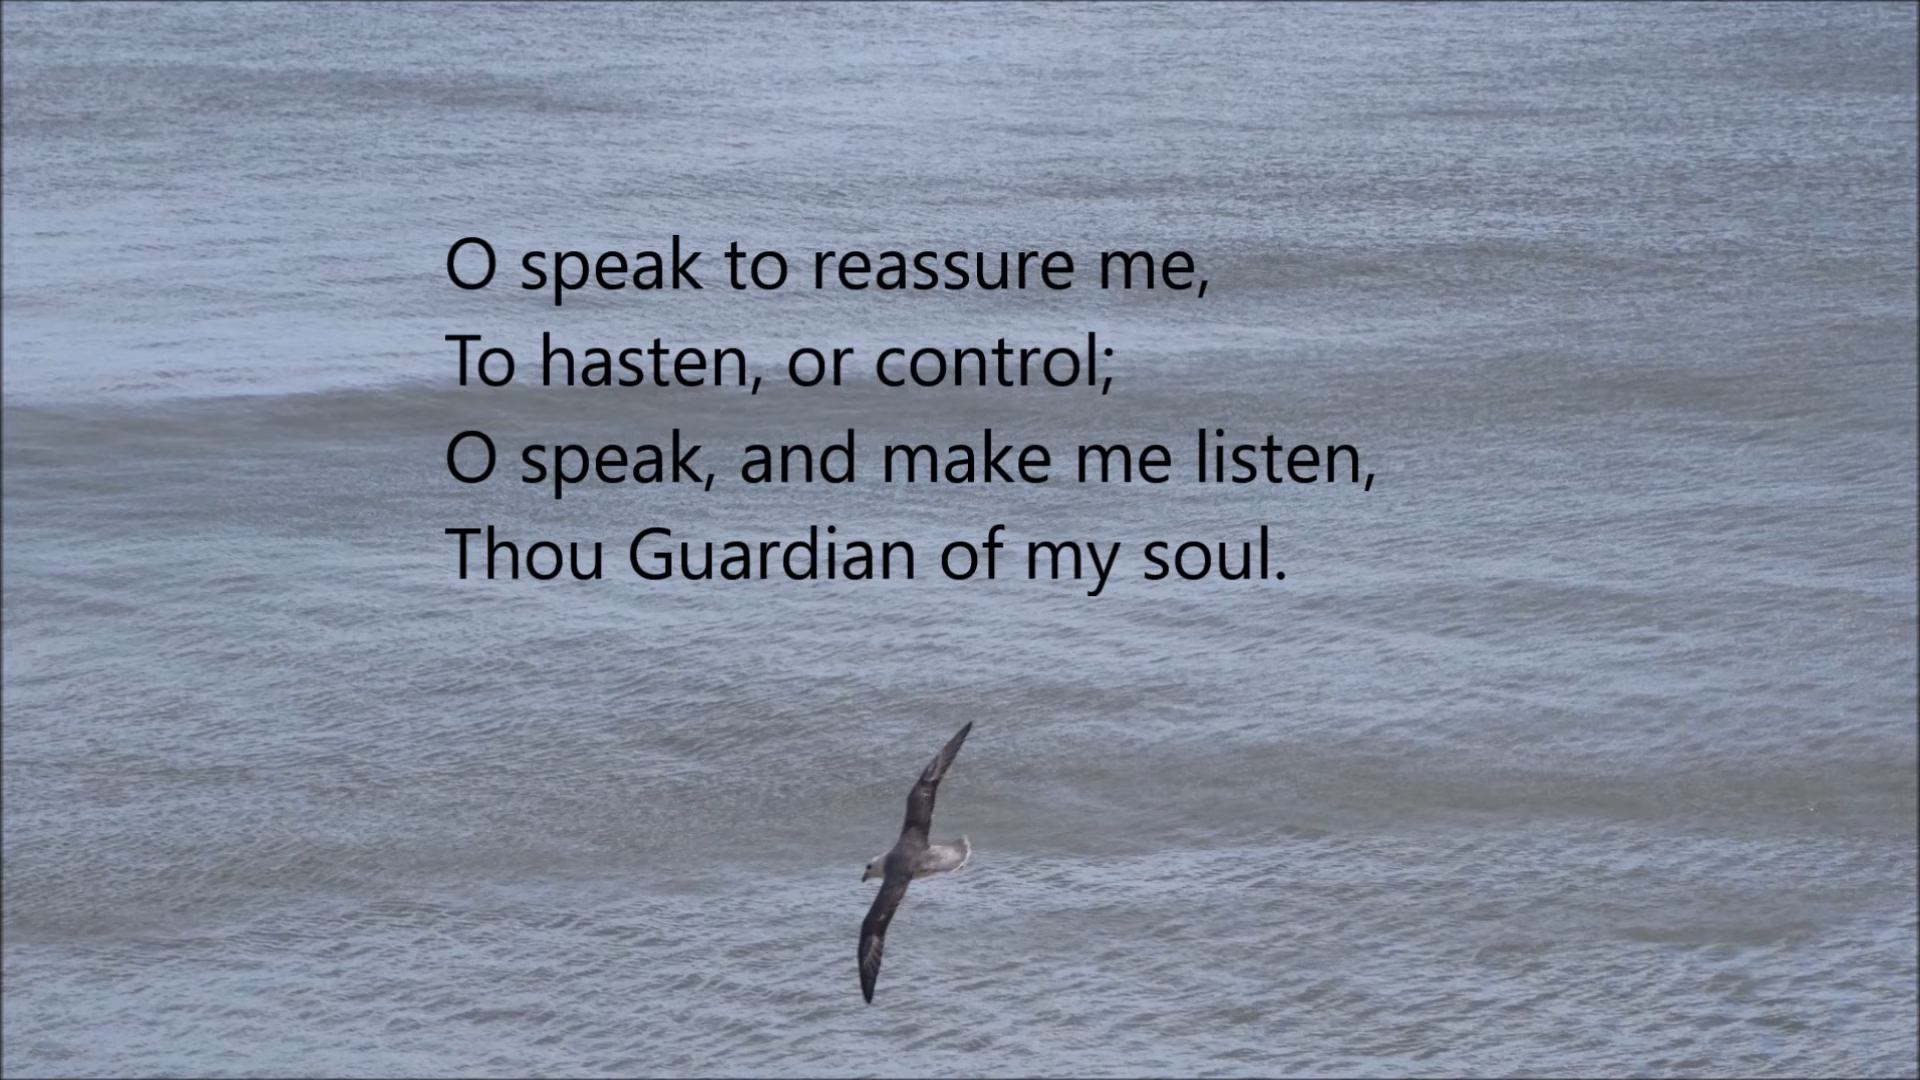 O speak to reassure me,
To hasten, or control;
O speak, and make me listen,
Thou Guardian of my soul.